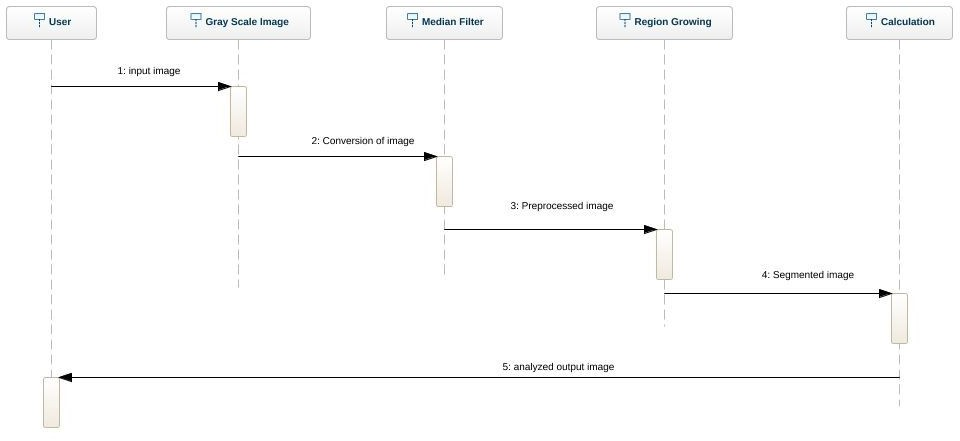 User
Gray Scale Image
Median Filter
Region Growing
Calculation
1: input image
2: Conversion of image
3: Preprocessed image
4: Segmented image
5: analyzed output image